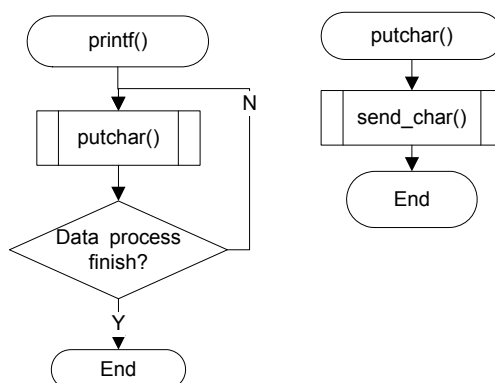 printf()
N
putchar()
Data process
finish?
Y
End
putchar()
send_char()
End